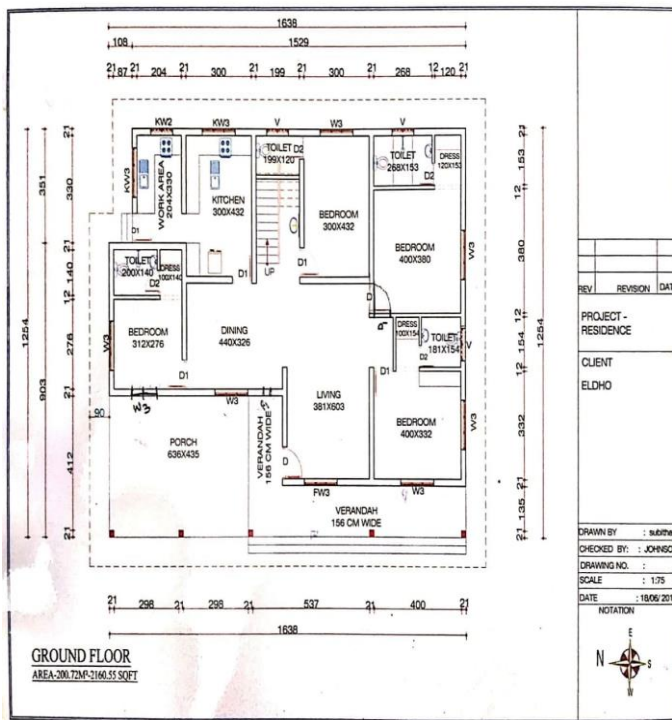 1638
108 1529
21 87 21 204 21 300 21 199 21 300 21 268 12 120 21
KW2 KW3 V W3 V
TOILET
199X120
D2
TOILET
268X153
D2
DRESS
120X153
KW3
WORK AREA
204X330
KITCHEN
300X432
BEDROOM
300X432
BEDROOM
400X380
W3
D1
D1
UP
D1
D
TOILET
200X140
D2
DRESS
100X140
BEDROOM
312X276
W3
D1
DINING
440X326
DRESS
100X154
TOILET
181X154
D2
V
D1
W3
W3
LIVING
381X603
BEDROOM
400X332
W3
PORCH
636X435
VERANDAH
156 CM WIDE
D
FW3
W3
VERANDAH
156 CM WIDE
90
1254
351
903
21
330
21
140
12
276
21
412
21
21
153
12
380
12
154
12
332
21
135
21
1254
21 298 21 298 21 537 21 400 21
1638
GROUND FLOOR
AREA-200.72M²-2160.55 SQFT
REV REVISION
PROJECT -
RESIDENCE
CLIENT
ELDHO
DRAWN BY :
CHECKED BY: :
DRAWING NO. :
SCALE : 1:75
DATE : 18/06/201
NOTATION
E
N S
W